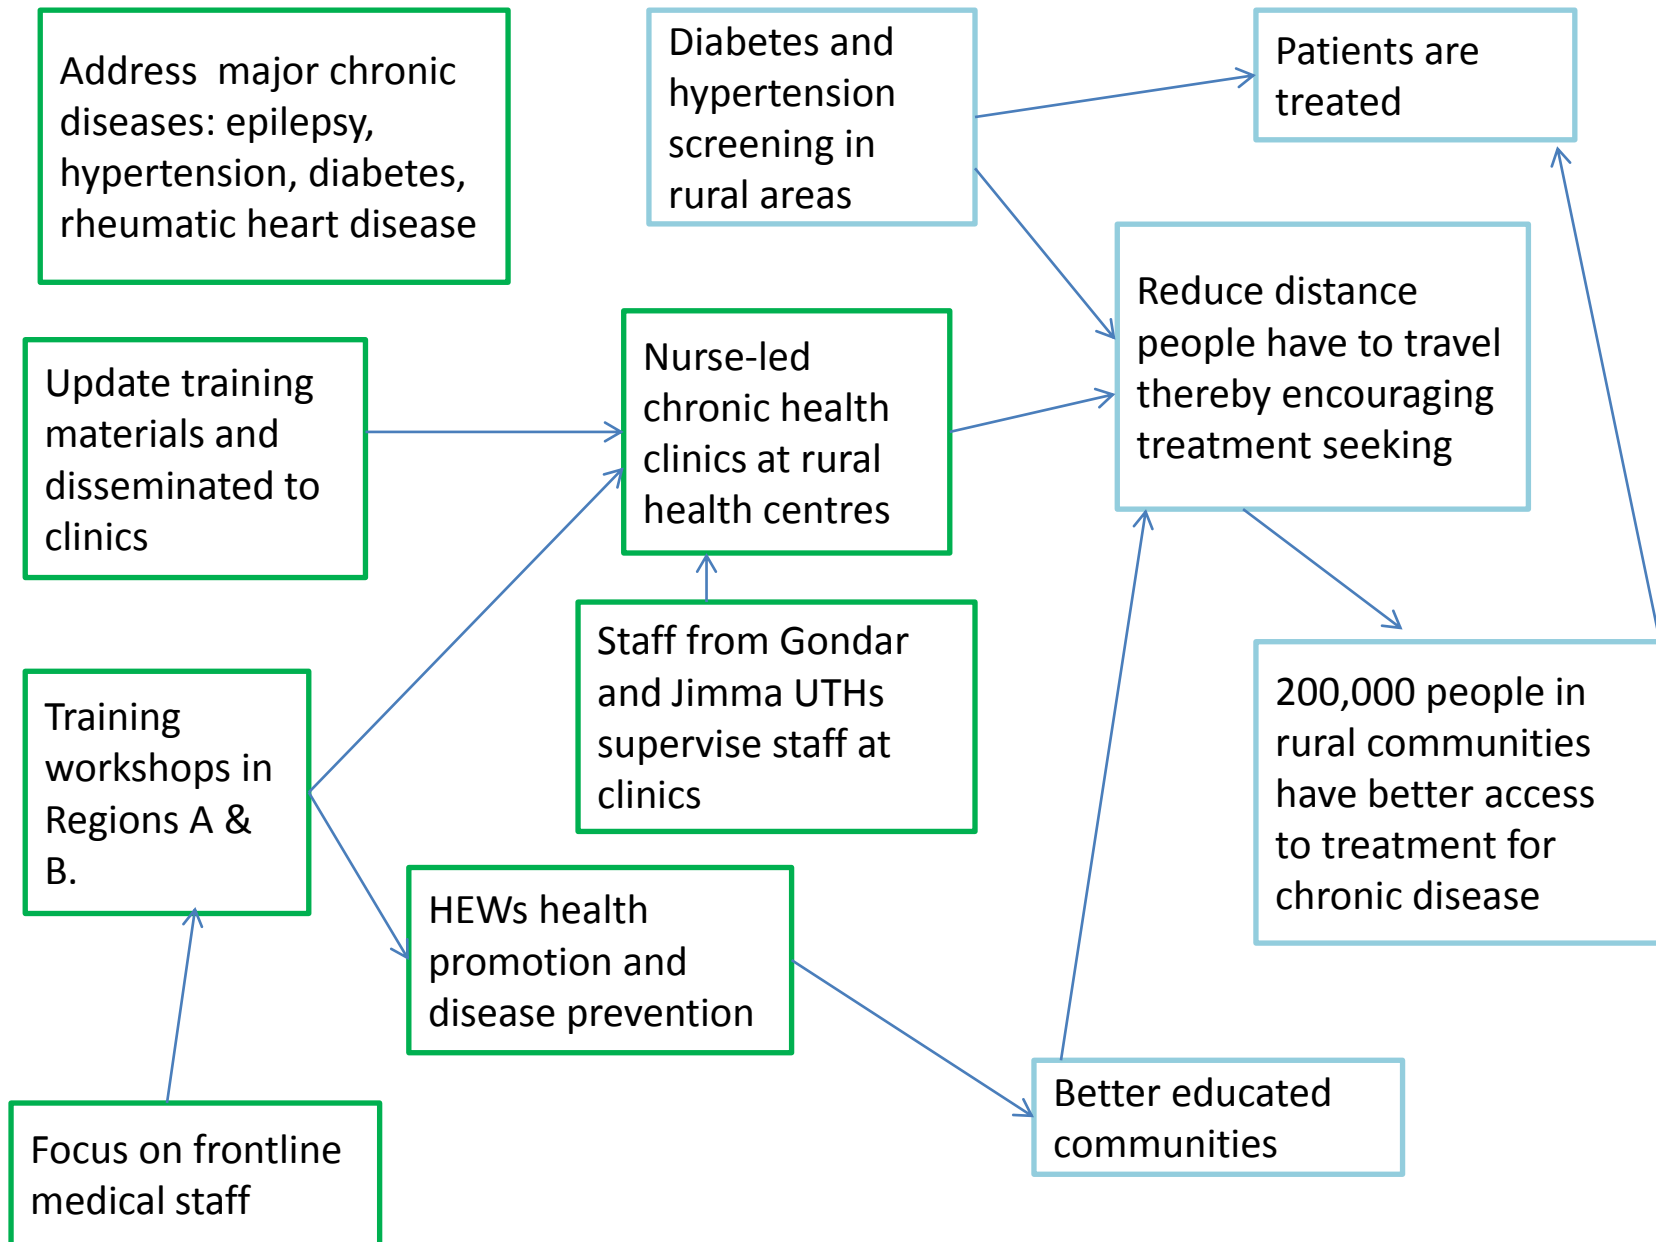 Address  major chronic
diseases: epilepsy,
hypertension, diabetes,
rheumatic heart disease
Diabetes and
hypertension
screening in
rural areas
Patients are
treated
Reduce distance
people have to travel
thereby encouraging
treatment seeking
Nurse-led
chronic health
clinics at rural
health centres
Update training
materials and
disseminated to
clinics
Staff from Gondar
and Jimma UTHs
supervise staff at
clinics
200,000 people in
rural communities
have better access
to treatment for
chronic disease
Training
workshops in
Regions A &
B.
HEWs health
promotion and
disease prevention
Better educated
communities
Focus on frontline
medical staff